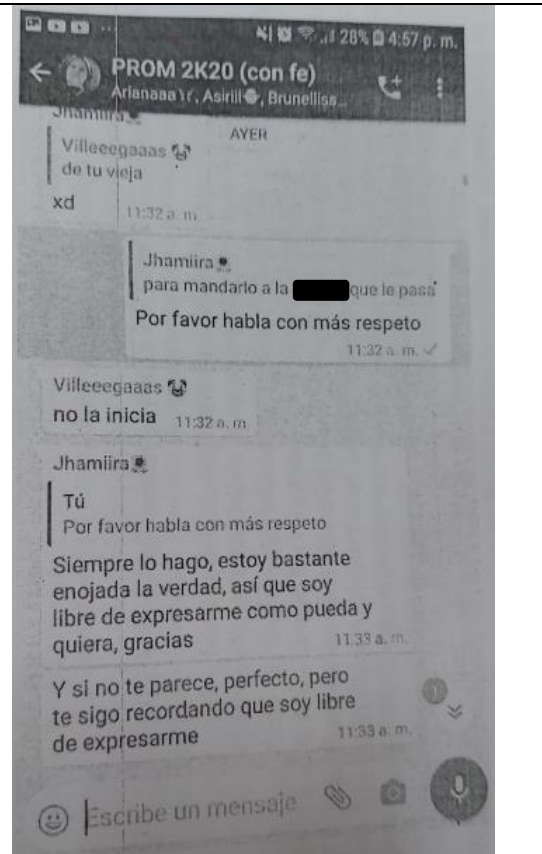 28% 4:57 p. m.
PROM 2K20 (con fe)
Arianaaa, Asirill, Brunelliss...
Jhamiira
AYER
Villeeegaaas
de tu vieja
xd
11:32 a. m.
Jhamiira
para mandarlo a la que le pasa
Por favor habla con más respeto
11:32 a. m.
Villeeegaaas
no la inicia 11:32 a. m.
Jhamiira
Tú
Por favor habla con más respeto
Siempre lo hago, estoy bastante
enojada la verdad, así que soy
libre de expresarme como pueda y
quiera, gracias
11:33 a. m.
Y si no te parece, perfecto, pero
te sigo recordando que soy libre
de expresarme
11:33 a. m.
Escribe un mensaje